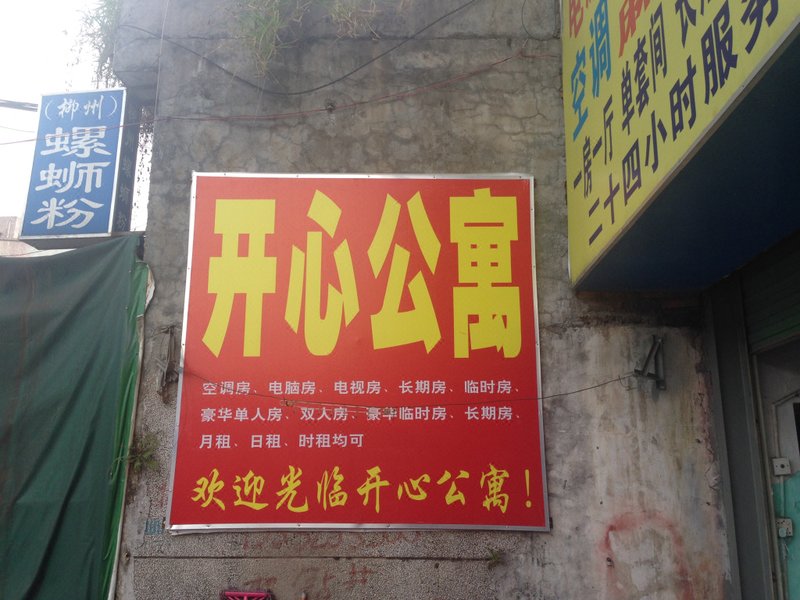 （柳州）
螺蛳粉
开心公寓
空调房、电脑房、电视房、长期房、临时房、
豪华单人房、双人房、豪华临时房、长期房、
月租、日租、时租均可
欢迎光临开心公寓！
空调
一房一厅 单套间 长
二十四小时服务